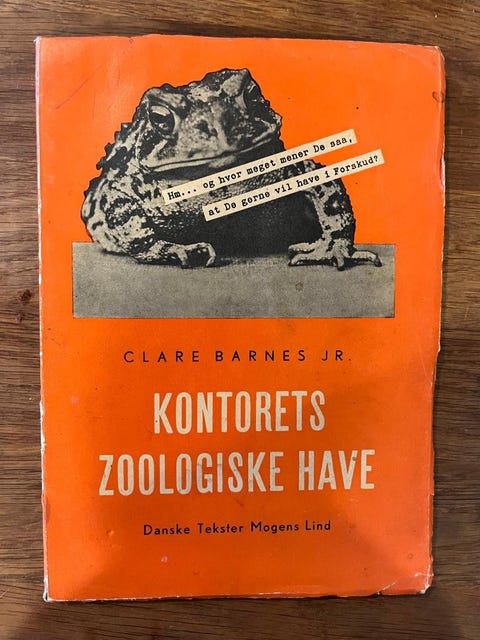 Hm... og hvor meget mener De saa,
at De gerne vil have i Forskud?
CLARE BARNES JR.
KONTORETS
ZOOLOGISKE HAVE
Danske Tekster Mogens Lind